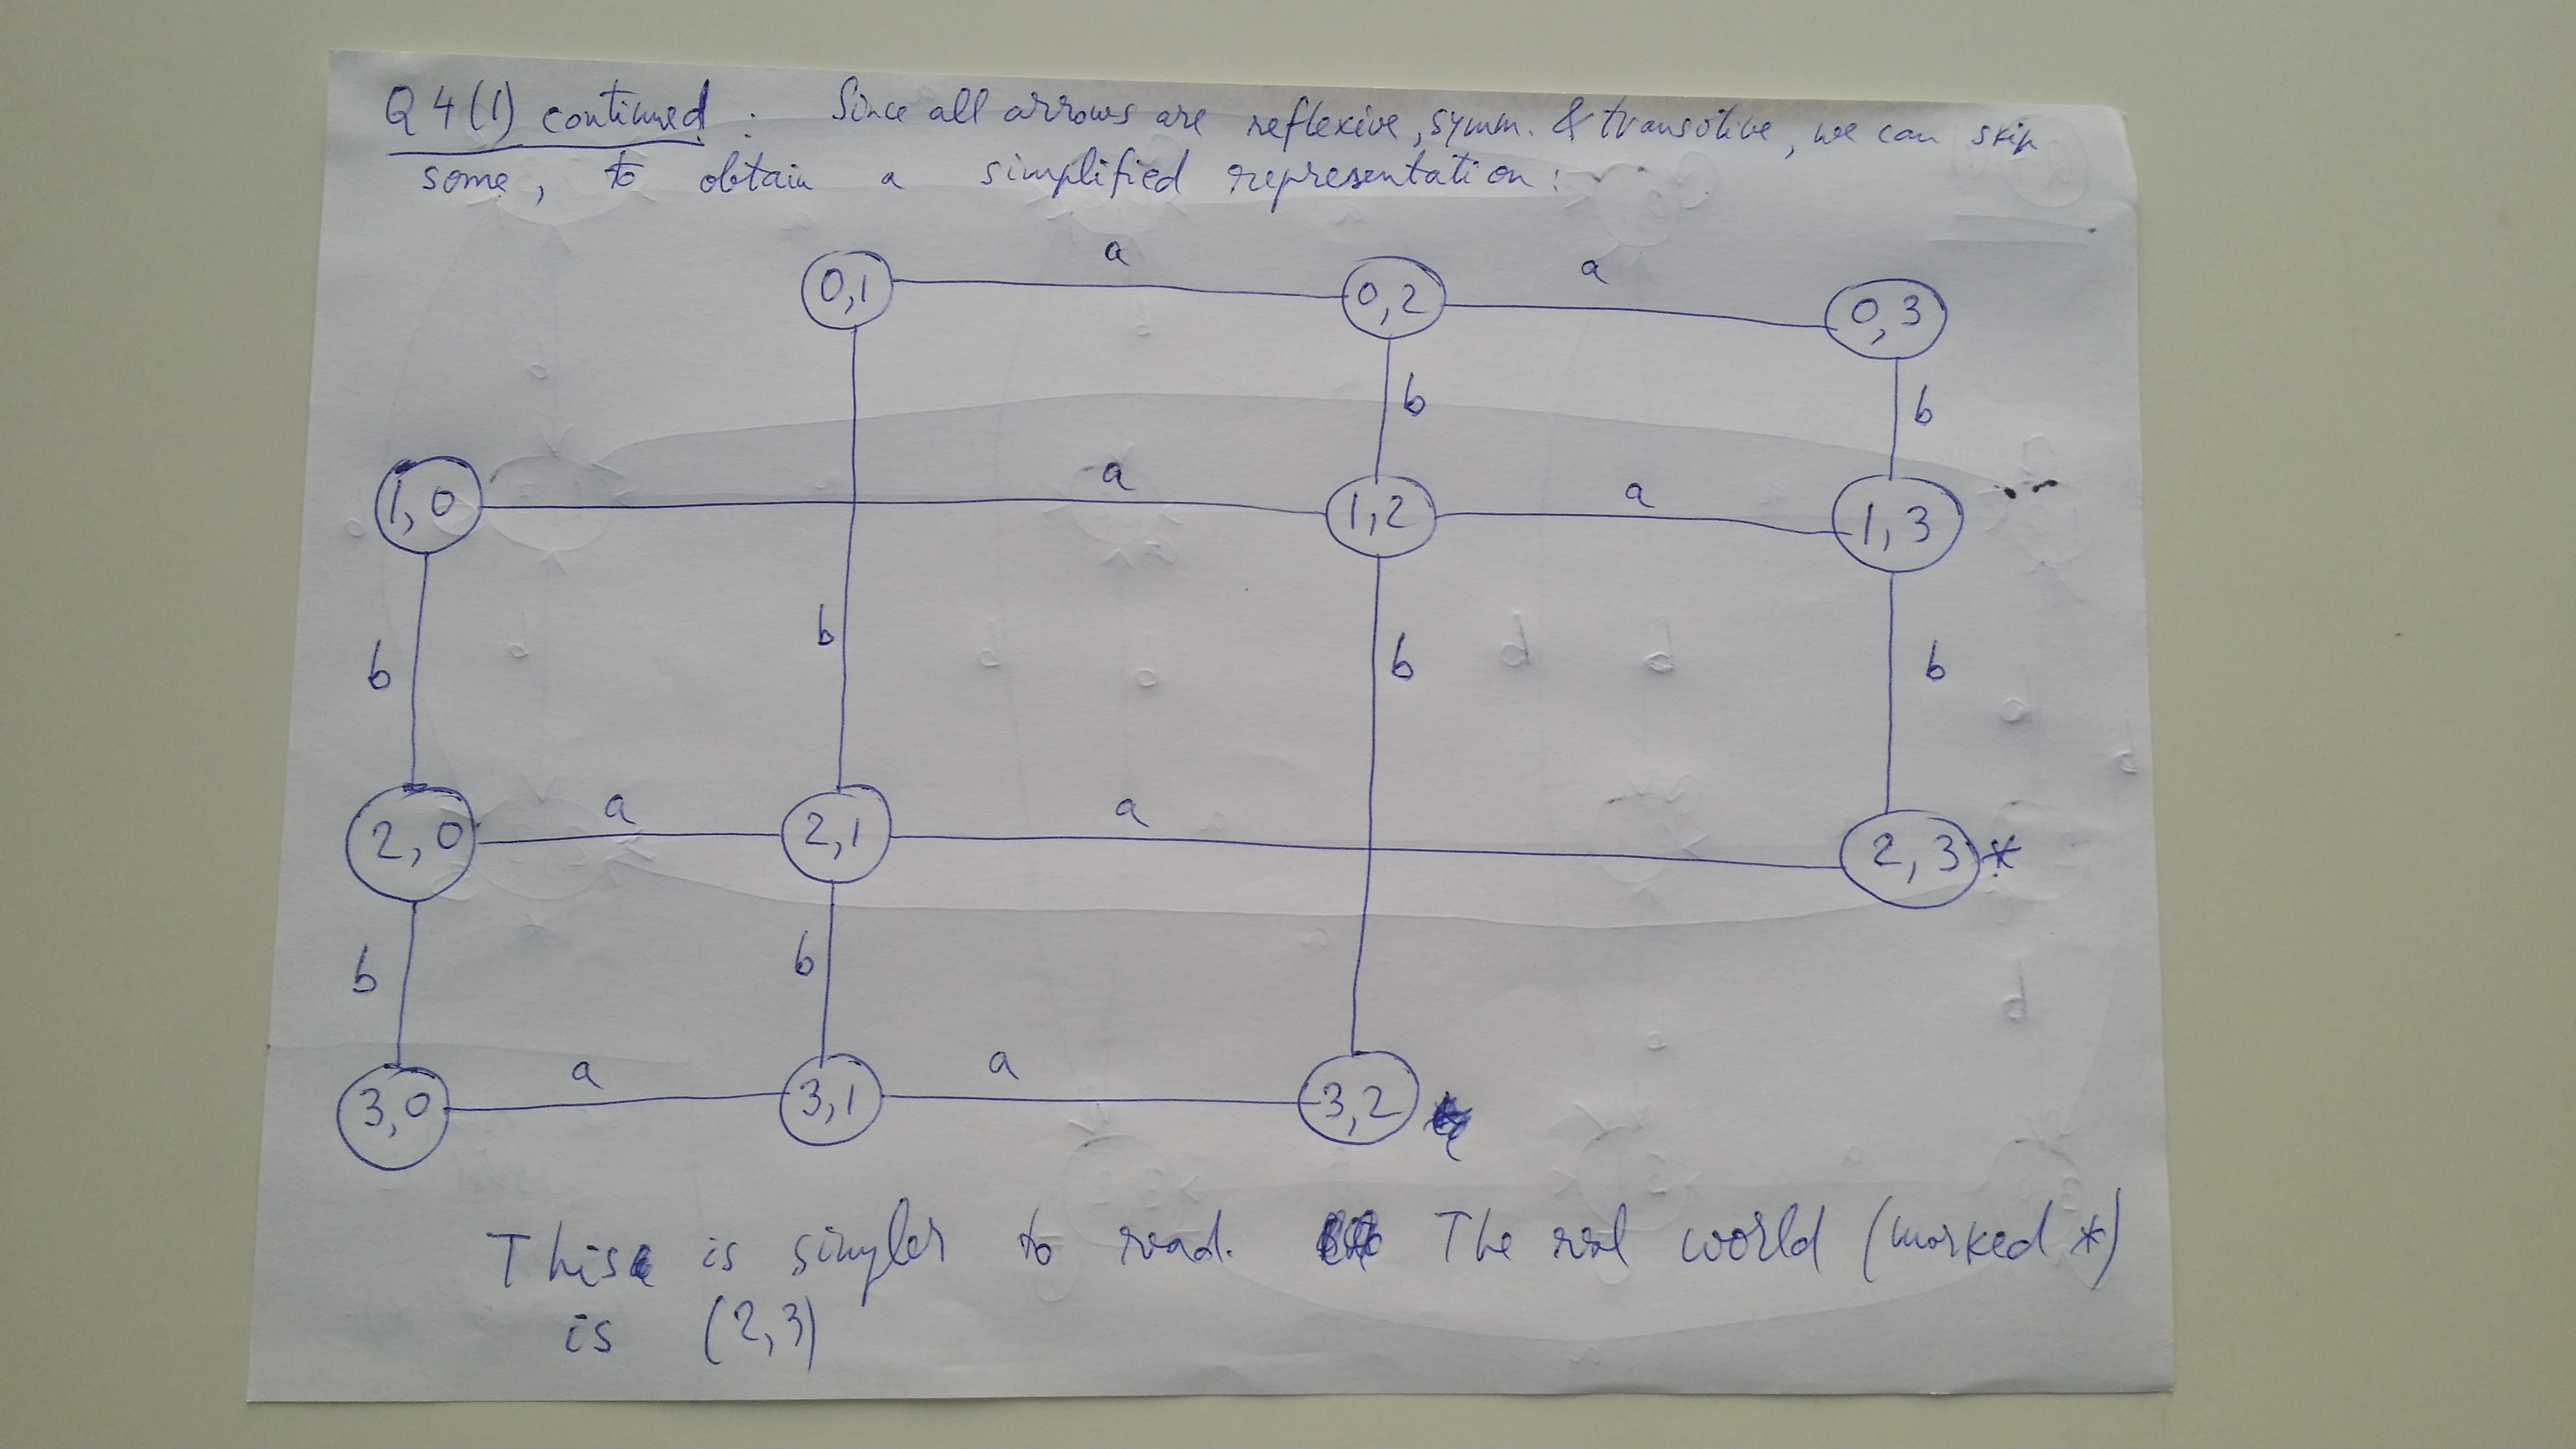 Q4(1) continued: Since all arrows are reflexive, symm. & transitive, we can skip
some, to obtain a simplified representation:
a
a
0,1 0,2 0,3
b b
a a
1,0 1,2 1,3
b b b b
a a
2,0 2,1 2,3 *
b b
a a
3,0 3,1 3,2
This is simpler to read. The real world (marked *)
is (2,3)